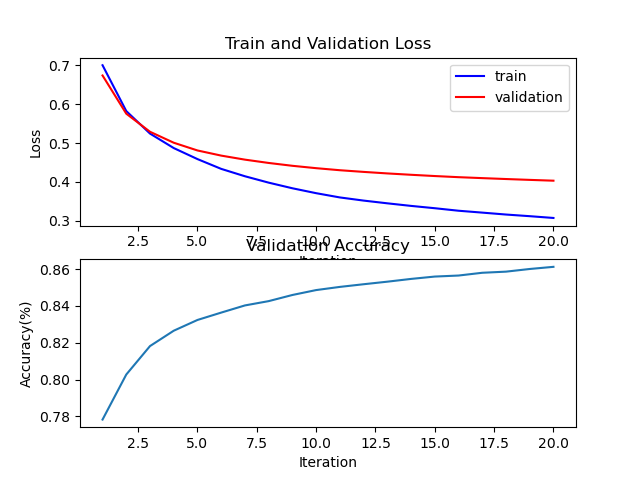 Train and Validation Loss
Loss
0.7
0.6
0.5
0.4
0.3
train
validation
2.5 5.0 7.5 10.0 12.5 15.0 17.5 20.0
Iteration
Validation Accuracy
Accuracy(%)
0.86
0.84
0.82
0.80
0.78
2.5 5.0 7.5 10.0 12.5 15.0 17.5 20.0
Iteration